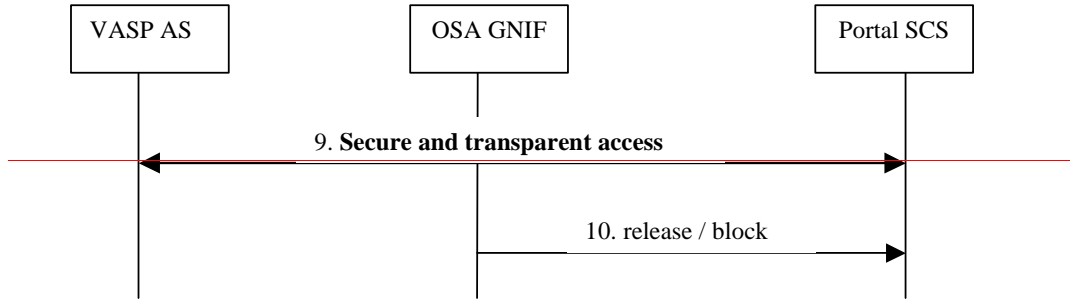 VASP AS
OSA GNIF
Portal SCS
9. Secure and transparent access
10. release / block